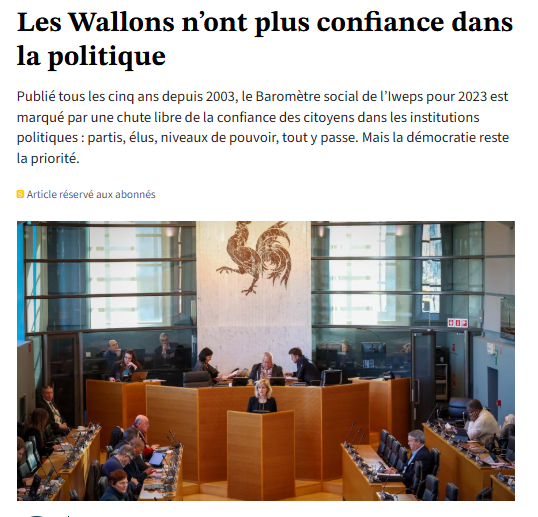 Les Wallons n’ont plus confiance dans
la politique
Publié tous les cinq ans depuis 2003, le Baromètre social de l’Iweps pour 2023 est
marqué par une chute libre de la confiance des citoyens dans les institutions
politiques : partis, élus, niveaux de pouvoir, tout y passe. Mais la démocratie reste
la priorité.
S Article réservé aux abonnés